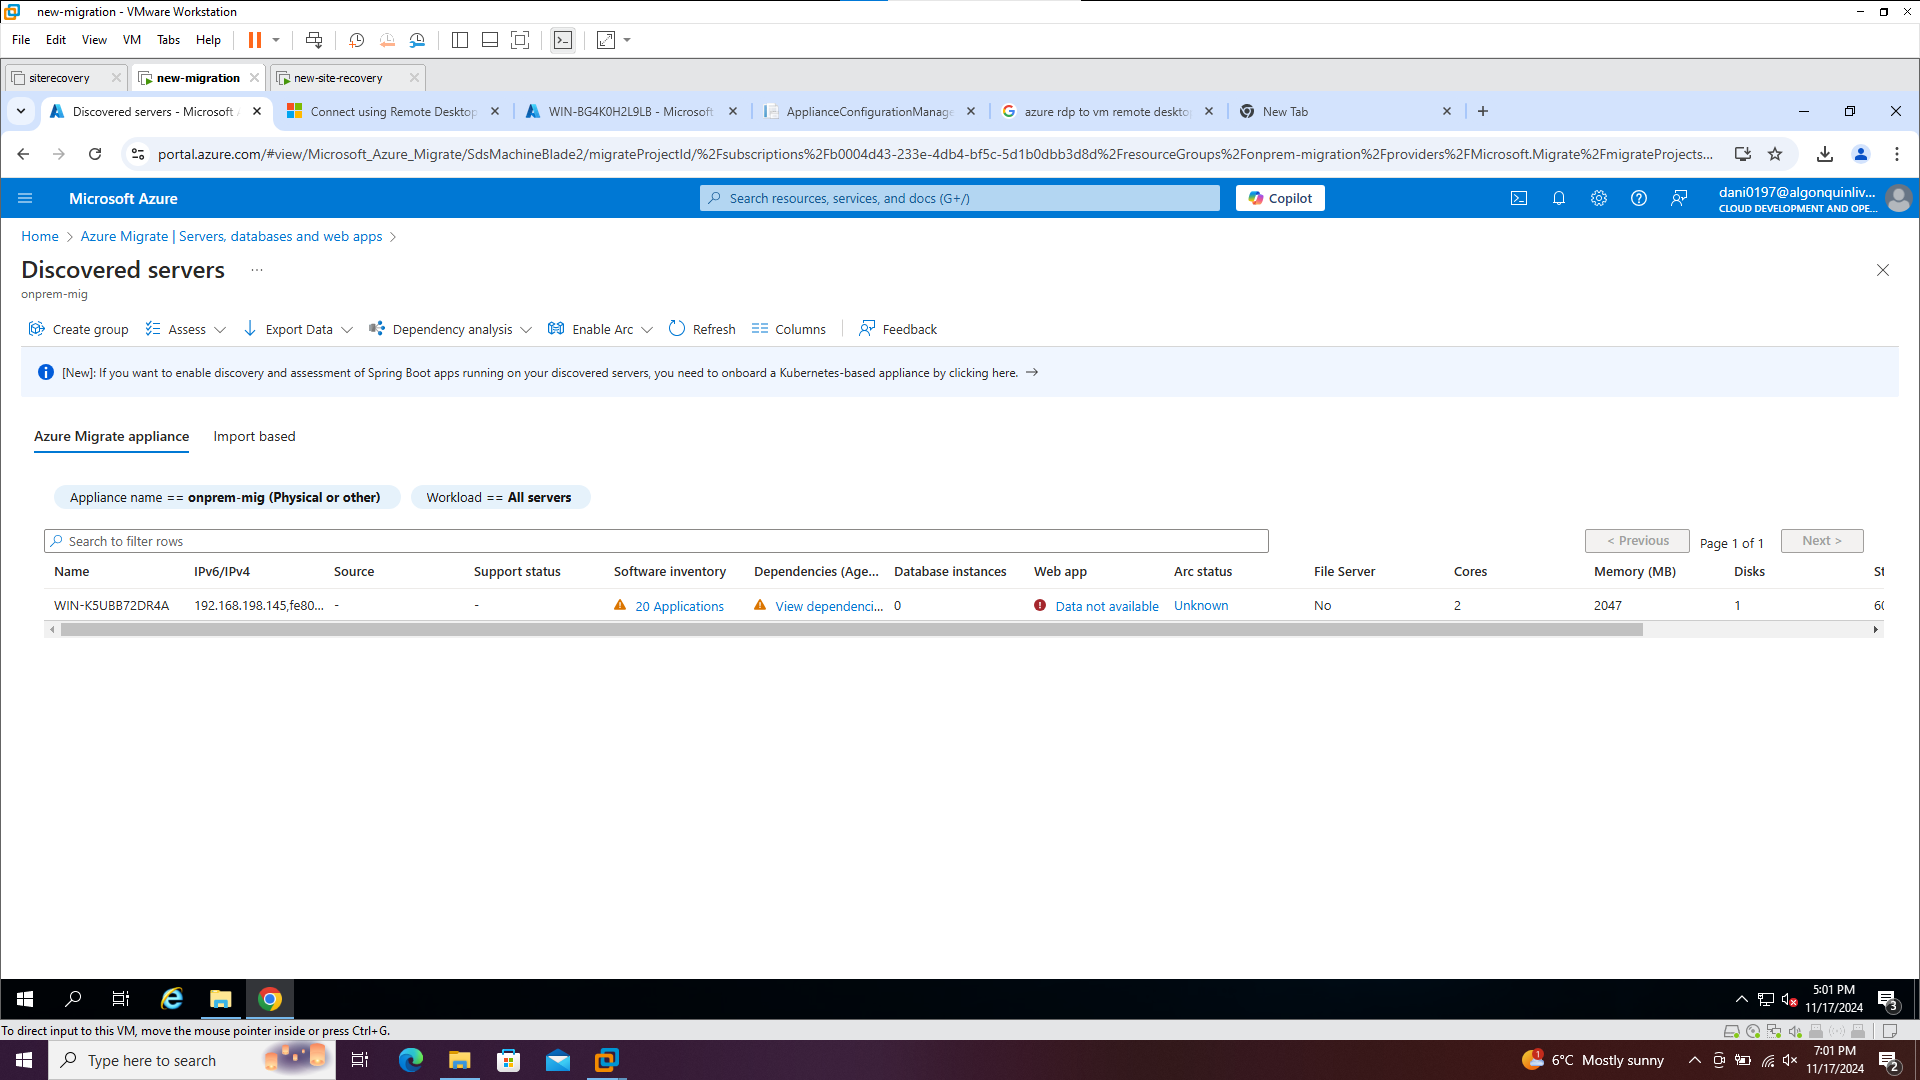 new-migration - VMware Workstation
File Edit View VM Tabs Help
siterecovery new-migration new-site-recovery
Discovered servers - Microsoft A Connect using Remote Desktop WIN-BG4K0H2L9LB - Microsoft ApplianceConfigurationManage azure rdp to vm remote deskto New Tab
portal.azure.com/#view/Microsoft_Azure_Migrate/SdsMachineBlade2/migrateProjectId/%2Fsubscriptions%2Fb0004d43-233e-4db4-bf5c-5d1b0dbb3d8d%2FresourceGroups%2Fonprem-migration%2Fproviders%2FMicrosoft.Migrate%2FmigrateProjects...
Microsoft Azure Search resources, services, and docs (G+/) Copilot dani0197@algonquinliv...
CLOUD DEVELOPMENT AND OPE...
Home > Azure Migrate | Servers, databases and web apps >
Discovered servers ...
onprem-mig
Create group Assess Export Data Dependency analysis Enable Arc Refresh Columns Feedback
[New]: If you want to enable discovery and assessment of Spring Boot apps running on your discovered servers, you need to onboard a Kubernetes-based appliance by clicking here. →
Azure Migrate appliance Import based
Appliance name == onprem-mig (Physical or other) Workload == All servers
Search to filter rows < Previous Page 1 of 1 Next >
Name IPv6/IPv4 Source Support status Software inventory Dependencies (Age... Database instances Web app Arc status File Server Cores Memory (MB) Disks St
WIN-K5UBB72DR4A 192.168.198.145,fe80... - - 20 Applications View dependenci... 0 Data not available Unknown No 2 2047 1 60
5:01 PM
11/17/2024 3
To direct input to this VM, move the mouse pointer inside or press Ctrl+G.
Type here to search 1 6°C Mostly sunny 7:01 PM
11/17/2024 2